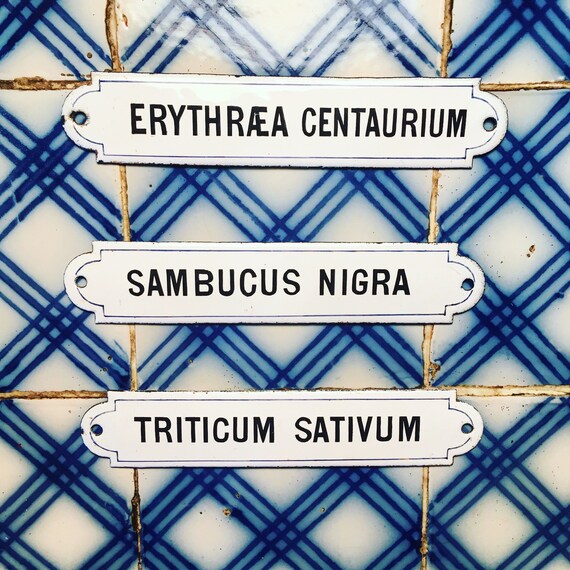 ERYTHRÆA CENTAURIUM
SAMBUCUS NIGRA
TRITICUM SATIVUM